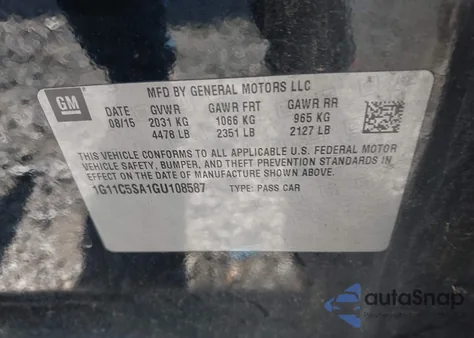 GM
MFD BY GENERAL MOTORS LLC
DATE GVWR GAWR FRT GAWR RR
08/15 2031 KG 1066 KG 965 KG
4478 LB 2351 LB 2127 LB
THIS VEHICLE CONFORMS TO ALL APPLICABLE U.S. FEDERAL MOTOR
VEHICLE SAFETY, BUMPER, AND THEFT PREVENTION STANDARDS IN
EFFECT ON THE DATE OF MANUFACTURE SHOWN ABOVE.
1G11C5SA1GU108587 TYPE: PASS CAR
autoSnap